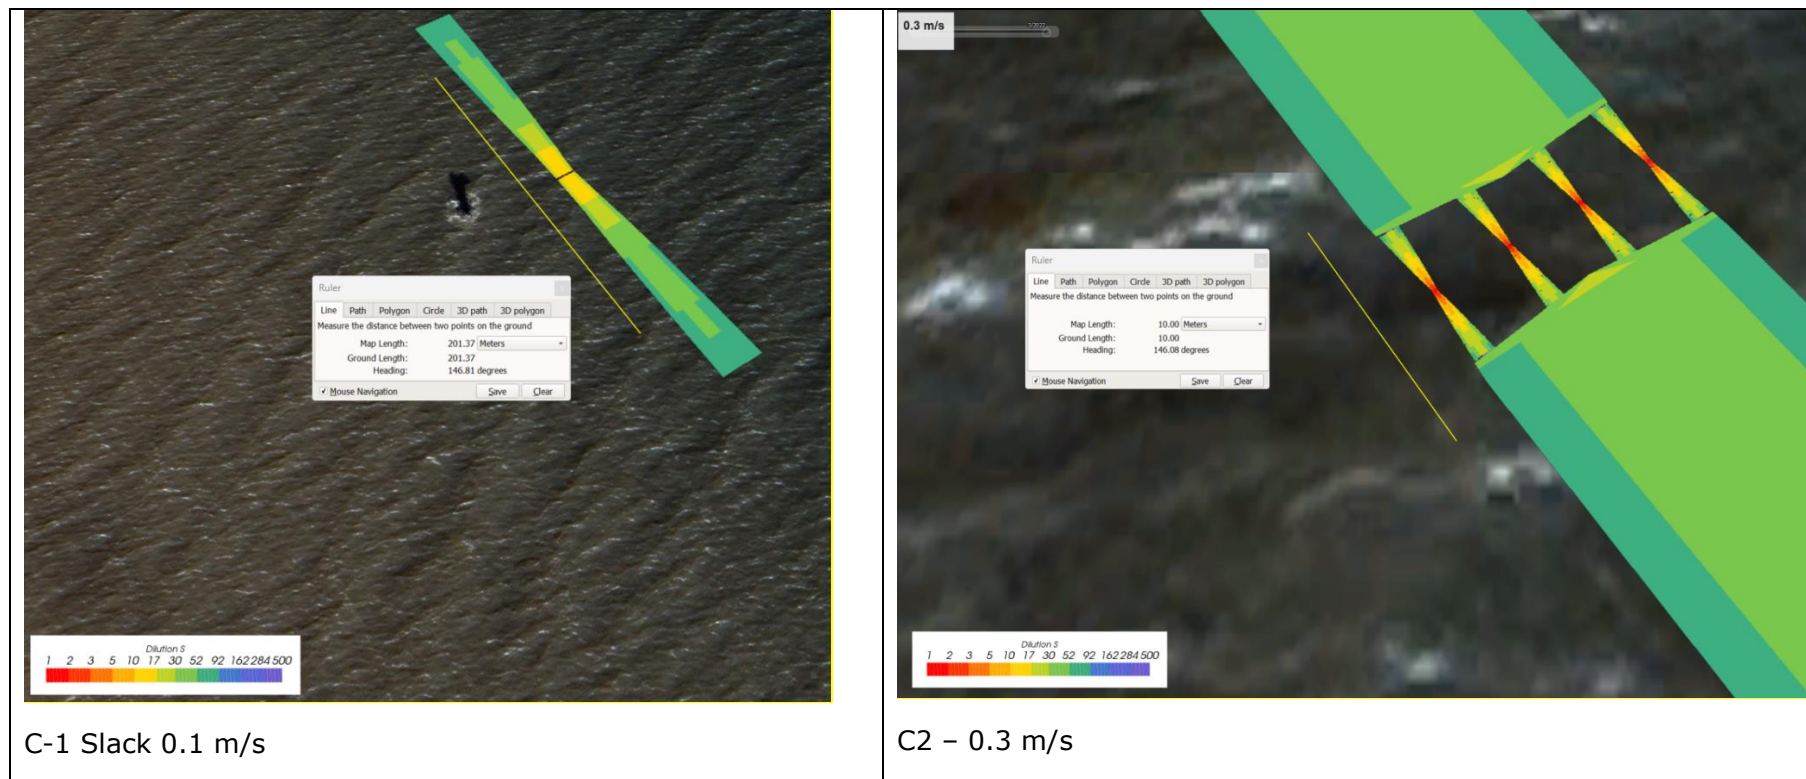 Ruler
Line Path Polygon Circle 3D path 3D polygon
Measure the distance between two points on the ground
Map Length: 201.37 Meters
Ground Length: 201.37
Heading: 146.81 degrees
Mouse Navigation Save Clear
Dilution S
1 2 3 5 10 17 30 52 92 162 284 500
C-1 Slack 0.1 m/s
0.3 m/s
Ruler
Line Path Polygon Circle 3D path 3D polygon
Measure the distance between two points on the ground
Map Length: 10.00 Meters
Ground Length: 10.00
Heading: 146.08 degrees
Mouse Navigation Save Clear
Dilution S
1 2 3 5 10 17 30 52 92 162 284 500
C2 – 0.3 m/s